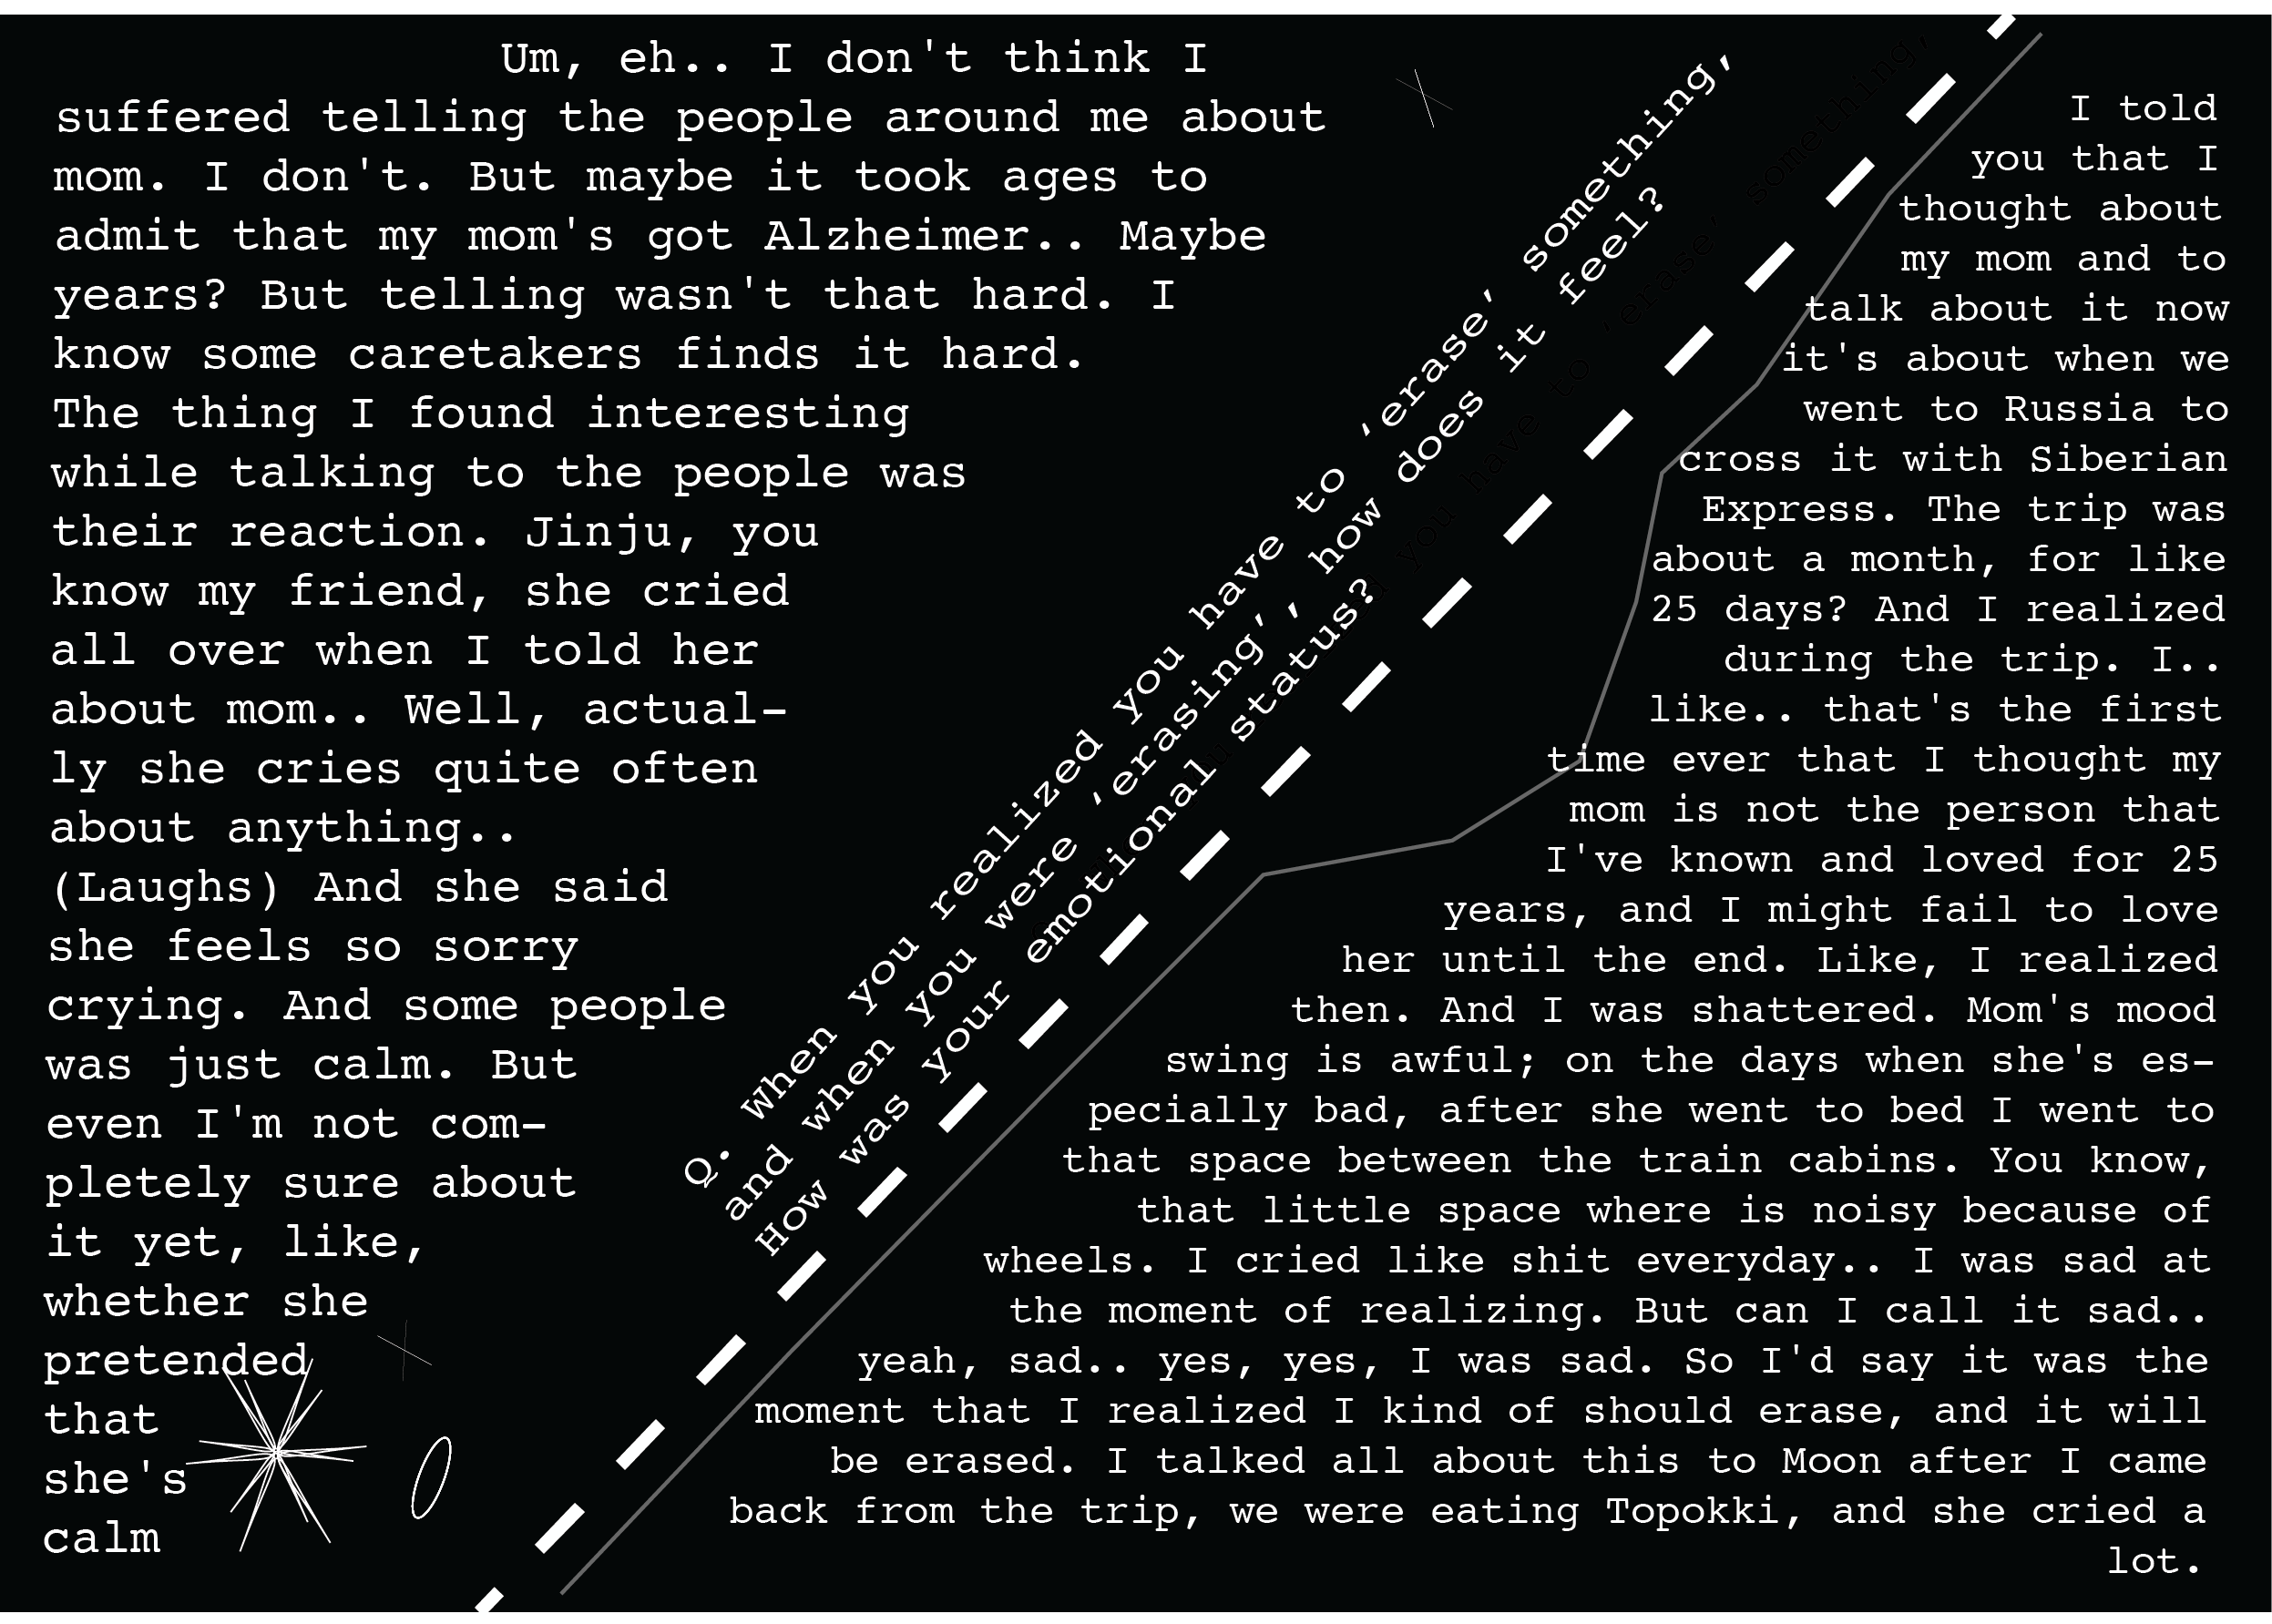 Um, eh.. I don't think I
suffered telling the people around me about
mom. I don't. But maybe it took ages to
admit that my mom's got Alzheimer.. Maybe
years? But telling wasn't that hard. I
know some caretakers finds it hard.
The thing I found interesting
while talking to the people was
their reaction. Jinju, you
know my friend, she cried
all over when I told her
about mom.. Well, actual-
ly she cries quite often
about anything..
(Laughs) And she said
she feels so sorry
crying. And some people
was just calm. But
even I'm not com-
pletely sure about
it yet, like,
whether she
pretended
that
she's
calm
Q. When you realized you have to 'erase' something,
and when you were 'erasing', how does it feel?
How was your emotional status?
you have to 'erase' something,
I told
you that I
thought about
my mom and to
talk about it now
it's about when we
went to Russia to
cross it with Siberian
Express. The trip was
about a month, for like
25 days? And I realized
during the trip. I..
like.. that's the first
time ever that I thought my
mom is not the person that
I've known and loved for 25
years, and I might fail to love
her until the end. Like, I realized
then. And I was shattered. Mom's mood
swing is awful; on the days when she's es-
pecially bad, after she went to bed I went to
that space between the train cabins. You know,
that little space where is noisy because of
wheels. I cried like shit everyday.. I was sad at
the moment of realizing. But can I call it sad..
yeah, sad.. yes, yes, I was sad. So I'd say it was the
moment that I realized I kind of should erase, and it will
be erased. I talked all about this to Moon after I came
back from the trip, we were eating Topokki, and she cried a
lot.